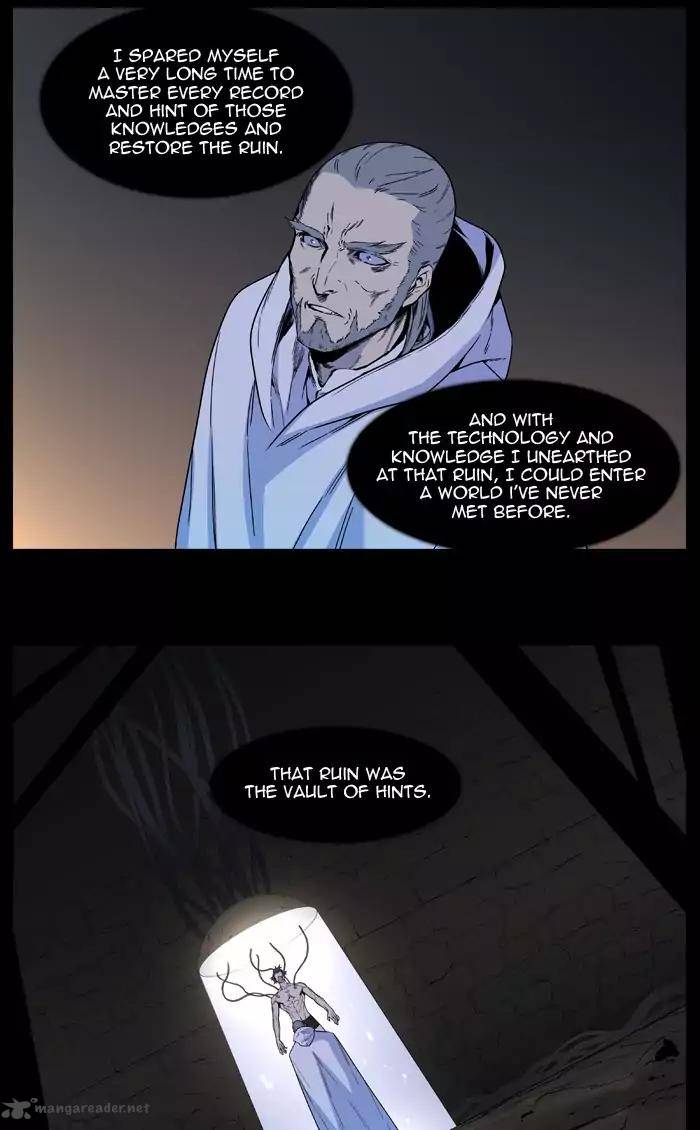 I SPARED MYSELF
A VERY LONG TIME TO
MASTER EVERY RECORD
AND HINT OF THOSE
KNOWLEDGES AND
RESTORE THE RUIN.
AND WITH
THE TECHNOLOGY AND
KNOWLEDGE I UNEARTHED
AT THAT RUIN, I COULD ENTER
A WORLD I'VE NEVER
MET BEFORE.
THAT RUIN WAS
THE VAULT OF HINTS.
mangareader.net